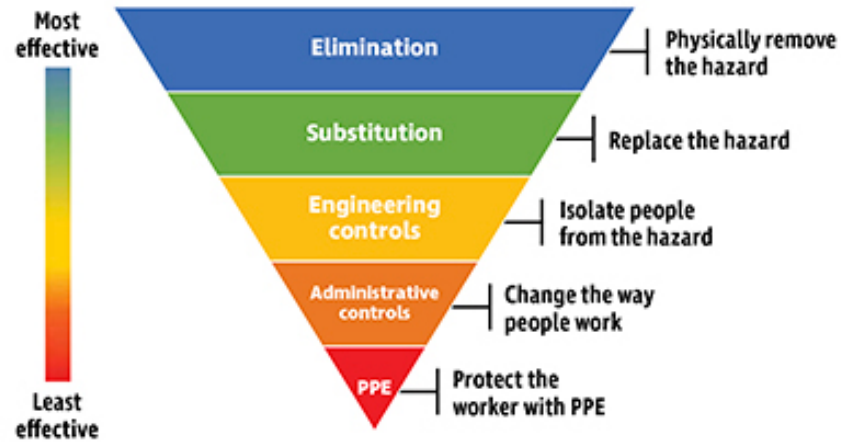 Most
effective
Elimination
Physically remove
the hazard
Substitution
Replace the hazard
Engineering
controls
Isolate people
from the hazard
Administrative
controls
Change the way
people work
PPE
Protect the
worker with PPE
Least
effective